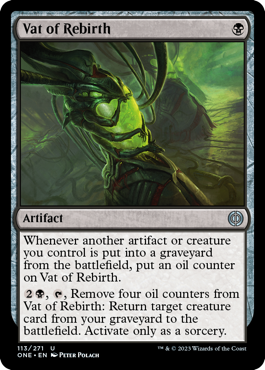 Vat of Rebirth
Artifact
Whenever another artifact or creature
you control is put into a graveyard
from the battlefield, put an oil counter
on Vat of Rebirth.
2, , Remove four oil counters from
Vat of Rebirth: Return target creature
card from your graveyard to the
battlefield. Activate only as a sorcery.
113/271 U
ONE • EN PETER POLACH
™ & © 2023 Wizards of the Coast